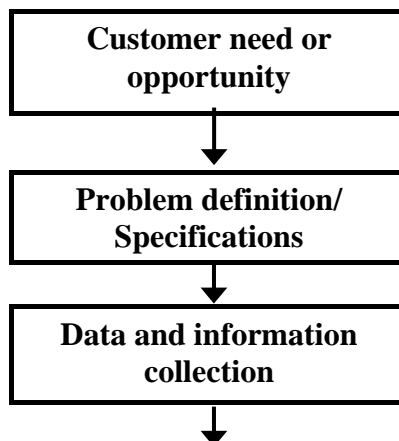 Customer need or
opportunity
Problem definition/
Specifications
Data and information
collection